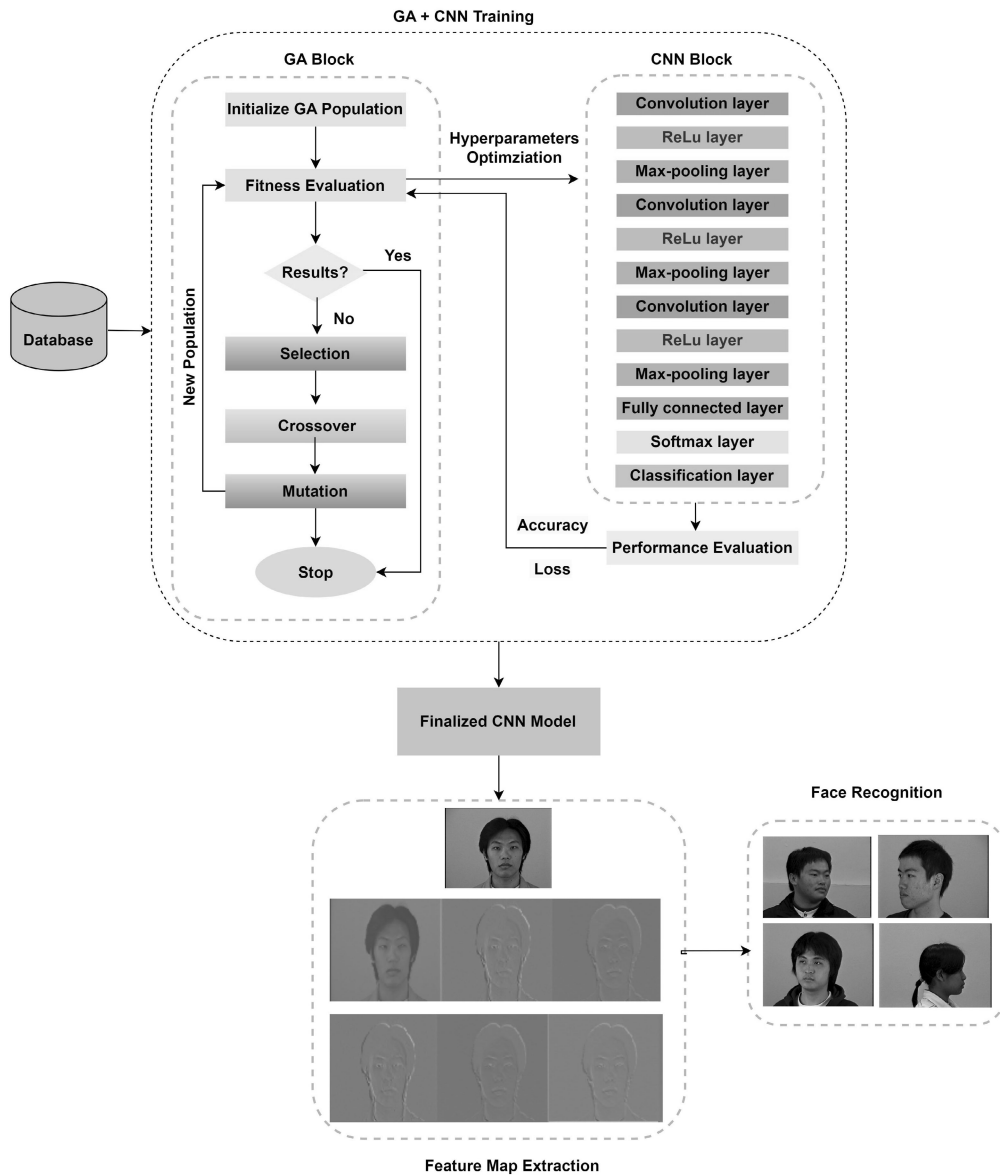 GA + CNN Training
GA Block
CNN Block
Initialize GA Population
Fitness Evaluation
Results?
Yes
No
Selection
Crossover
Mutation
Stop
New Population
Database
Hyperparameters
Optimziation
Convolution layer
ReLu layer
Max-pooling layer
Convolution layer
ReLu layer
Max-pooling layer
Convolution layer
ReLu layer
Max-pooling layer
Fully connected layer
Softmax layer
Classification layer
Performance Evaluation
Accuracy
Loss
Finalized CNN Model
Face Recognition
Feature Map Extraction